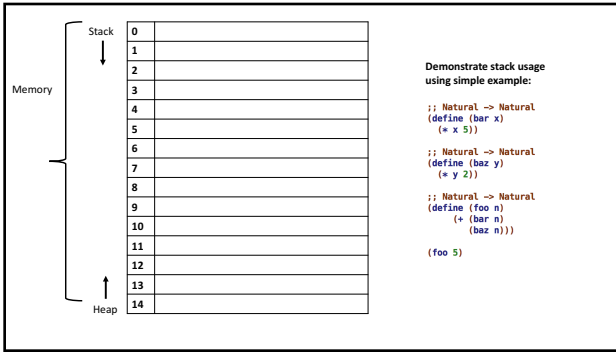 Stack
Memory
Heap
0
1
2
3
4
5
6
7
8
9
10
11
12
13
14
Demonstrate stack usage
using simple example:
;; Natural –> Natural
(define (bar x)
(* x 5))
;; Natural –> Natural
(define (baz y)
(* y 2))
;; Natural –> Natural
(define (foo n)
(+ (bar n)
(baz n)))
(foo 5)